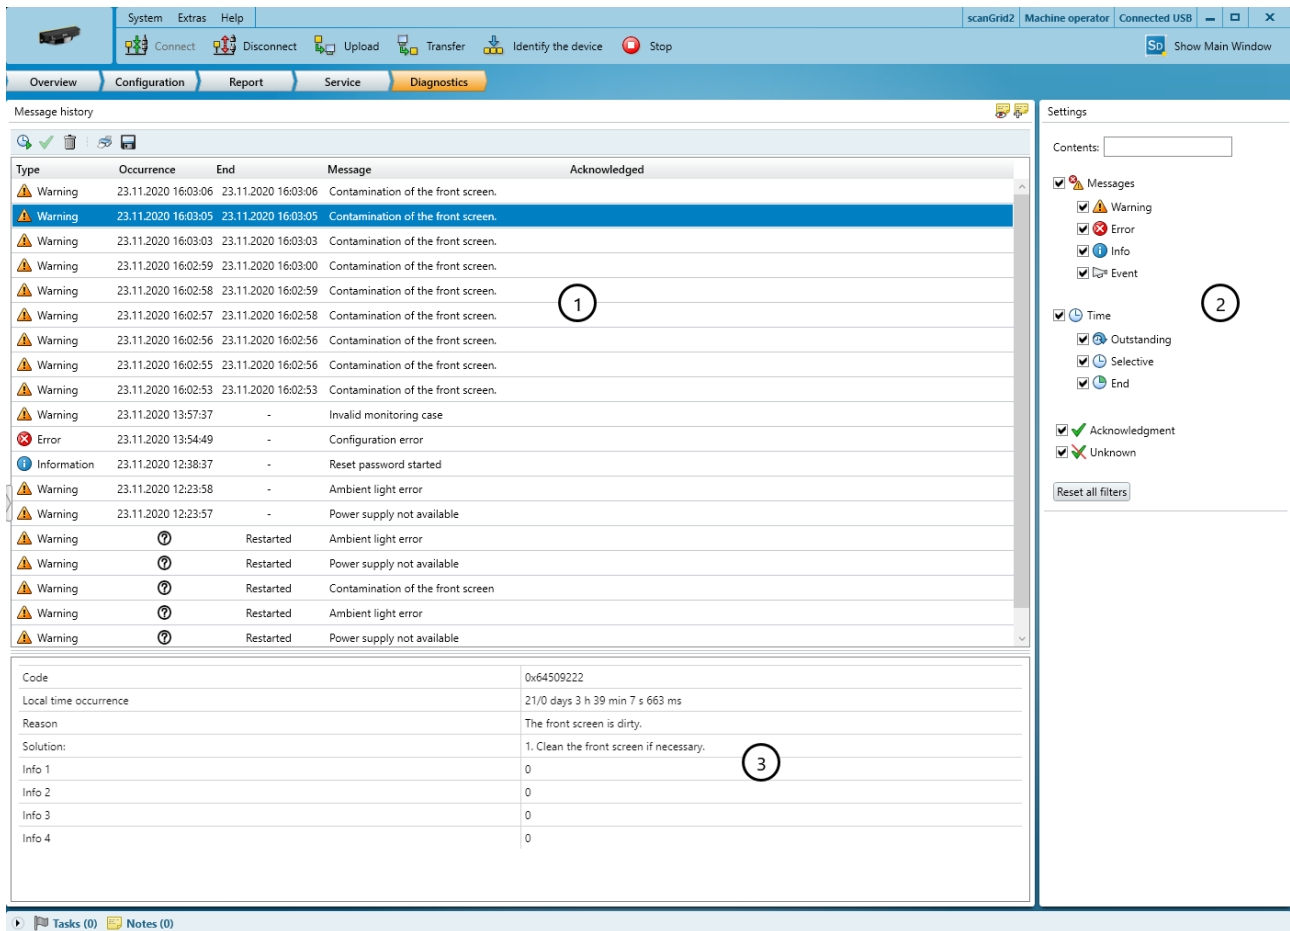 System Extras Help scanGrid2 Machine operator Connected USB
Connect Disconnect Upload Transfer Identify the device Stop SD Show Main Window
Overview Configuration Report Service Diagnostics
Message history
Type Occurrence End Message Acknowledged
Warning 23.11.2020 16:03:06 23.11.2020 16:03:06 Contamination of the front screen.
Warning 23.11.2020 16:03:05 23.11.2020 16:03:05 Contamination of the front screen.
Warning 23.11.2020 16:03:03 23.11.2020 16:03:03 Contamination of the front screen.
Warning 23.11.2020 16:02:59 23.11.2020 16:03:00 Contamination of the front screen.
Warning 23.11.2020 16:02:58 23.11.2020 16:02:59 Contamination of the front screen.
Warning 23.11.2020 16:02:57 23.11.2020 16:02:58 Contamination of the front screen.
Warning 23.11.2020 16:02:56 23.11.2020 16:02:56 Contamination of the front screen.
Warning 23.11.2020 16:02:55 23.11.2020 16:02:56 Contamination of the front screen.
Warning 23.11.2020 16:02:53 23.11.2020 16:02:53 Contamination of the front screen.
Warning 23.11.2020 13:57:37 - Invalid monitoring case
Error 23.11.2020 13:54:49 - Configuration error
Information 23.11.2020 12:38:37 - Reset password started
Warning 23.11.2020 12:23:58 - Ambient light error
Warning 23.11.2020 12:23:57 - Power supply not available
Warning ? Restarted Ambient light error
Warning ? Restarted Power supply not available
Warning ? Restarted Contamination of the front screen
Warning ? Restarted Ambient light error
Warning ? Restarted Power supply not available
1
Code 0x64509222
Local time occurrence 21/0 days 3 h 39 min 7 s 663 ms
Reason The front screen is dirty.
Solution: 1. Clean the front screen if necessary.
Info 1 0
Info 2 0
Info 3 0
Info 4 0
3
Settings
Contents:
Messages
Warning
Error
Info
Event
Time
Outstanding
Selective
End
Acknowledgment
Unknown
Reset all filters
2
Tasks (0) Notes (0)